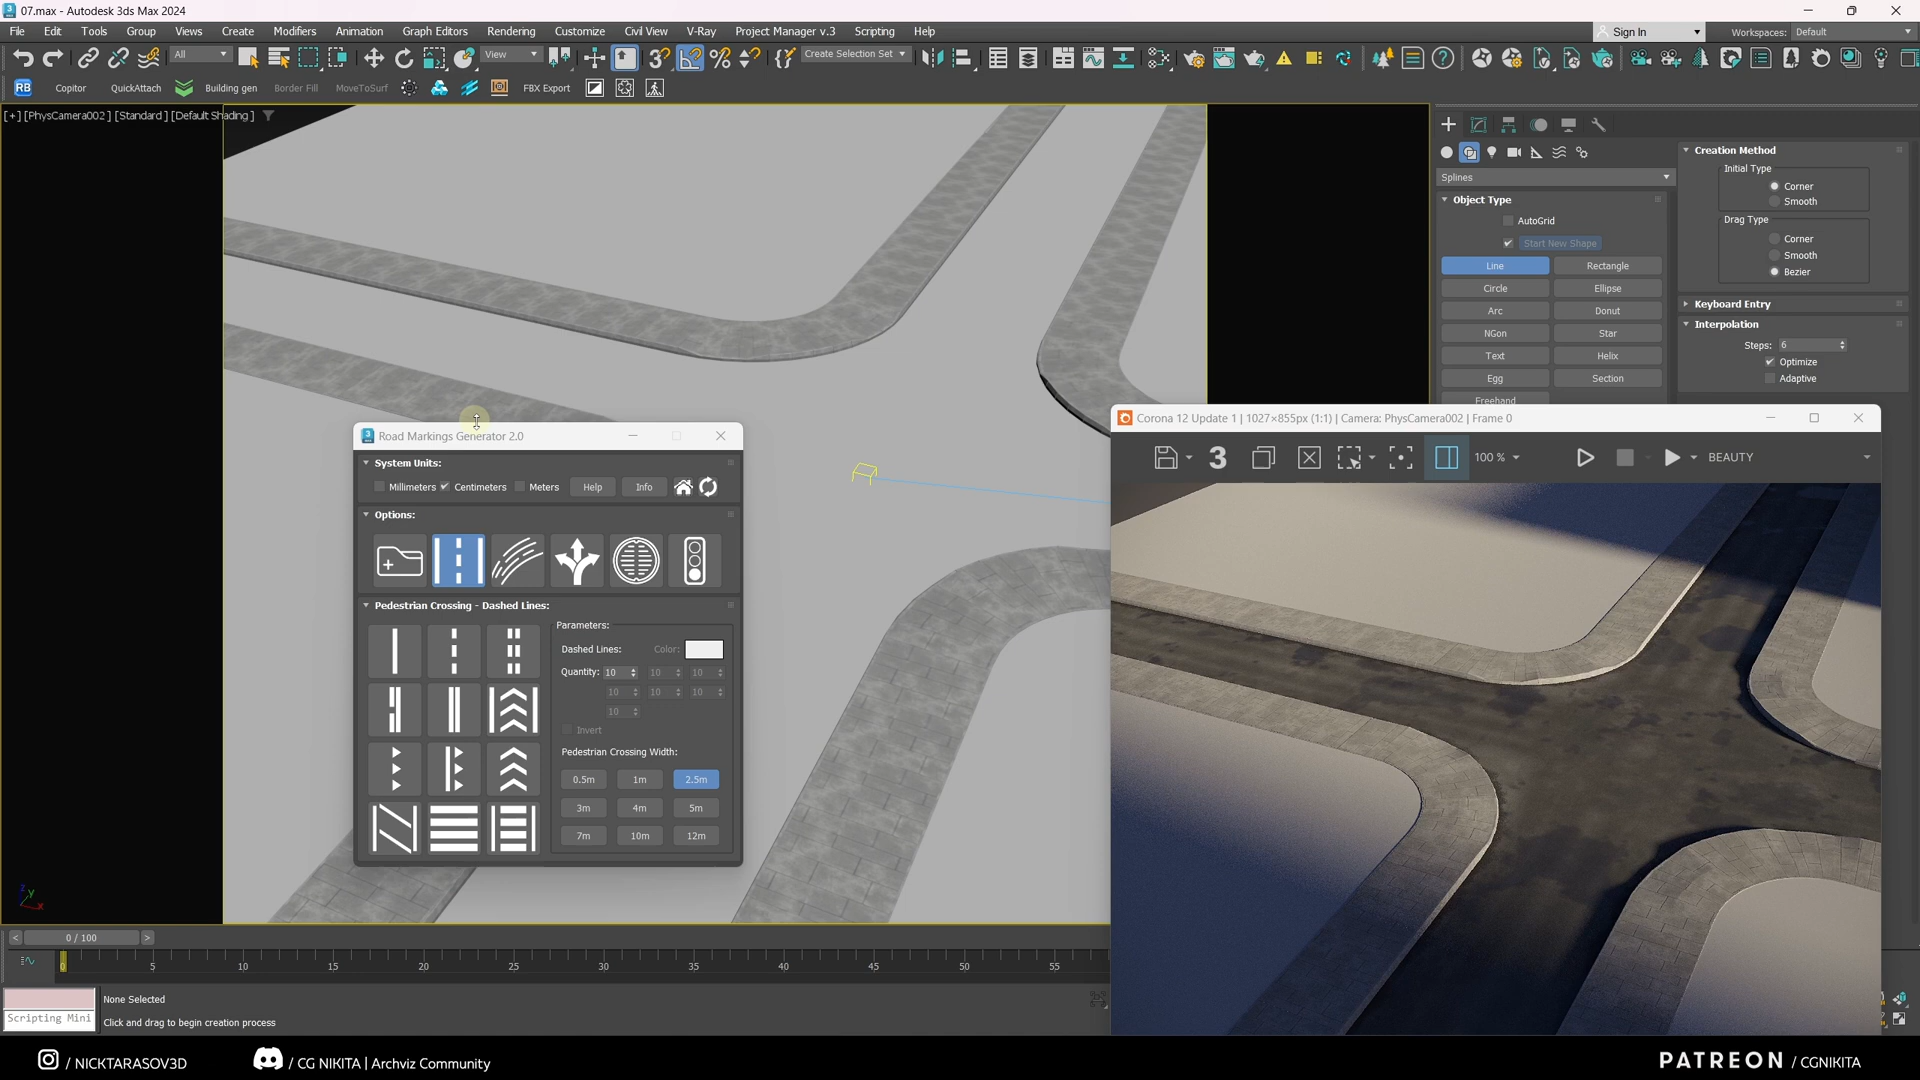 07.max - Autodesk 3ds Max 2024
File Edit Tools Group Views Create Modifiers Animation Graph Editors Rendering Customize Civil View V-Ray Project Manager v.3 Scripting Help
Sign In
Workspaces: Default
All
View
Create Selection Set
RB Copitor QuickAttach Building gen Border Fill MoveToSurf FBX Export
[+] [PhysCamera002] [Standard] [Default Shading]
Splines
Object Type
AutoGrid
Start New Shape
Line Rectangle
Circle Ellipse
Arc Donut
NGon Star
Text Helix
Egg Section
Freehand
Creation Method
Initial Type
Corner
Smooth
Drag Type
Corner
Smooth
Bezier
Keyboard Entry
Interpolation
Steps: 6
Optimize
Adaptive
Road Markings Generator 2.0
System Units:
Millimeters Centimeters Meters Help Info
Options:
Pedestrian Crossing - Dashed Lines:
Parameters:
Dashed Lines: Color:
Quantity: 10 10 10
10 10 10
10
Invert
Pedestrian Crossing Width:
0.5m 1m 2.5m
3m 4m 5m
7m 10m 12m
Corona 12 Update 1 | 1027×855px (1:1) | Camera: PhysCamera002 | Frame 0
3 100 % BEAUTY
z
y
x
< 0 / 100 >
0 5 10 15 20 25 30 35 40 45 50 55
None Selected
Scripting Mini
Click and drag to begin creation process
/ NICKTARASOV3D
/ CG NIKITA | Archviz Community
PATREON / CGNIKITA